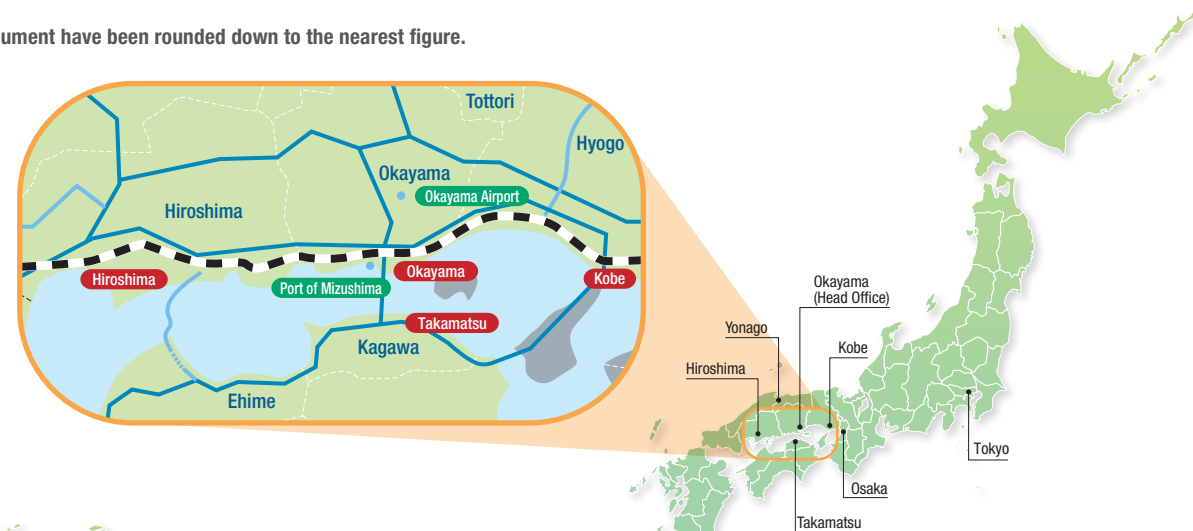 ument have been rounded down to the nearest figure.
Tottori
Hyogo
Okayama
Okayama Airport
Hiroshima
Hiroshima
Port of Mizushima
Okayama
Kobe
Takamatsu
Kagawa
Ehime
Okayama
(Head Office)
Yonago
Kobe
Hiroshima
Tokyo
Osaka
Takamatsu